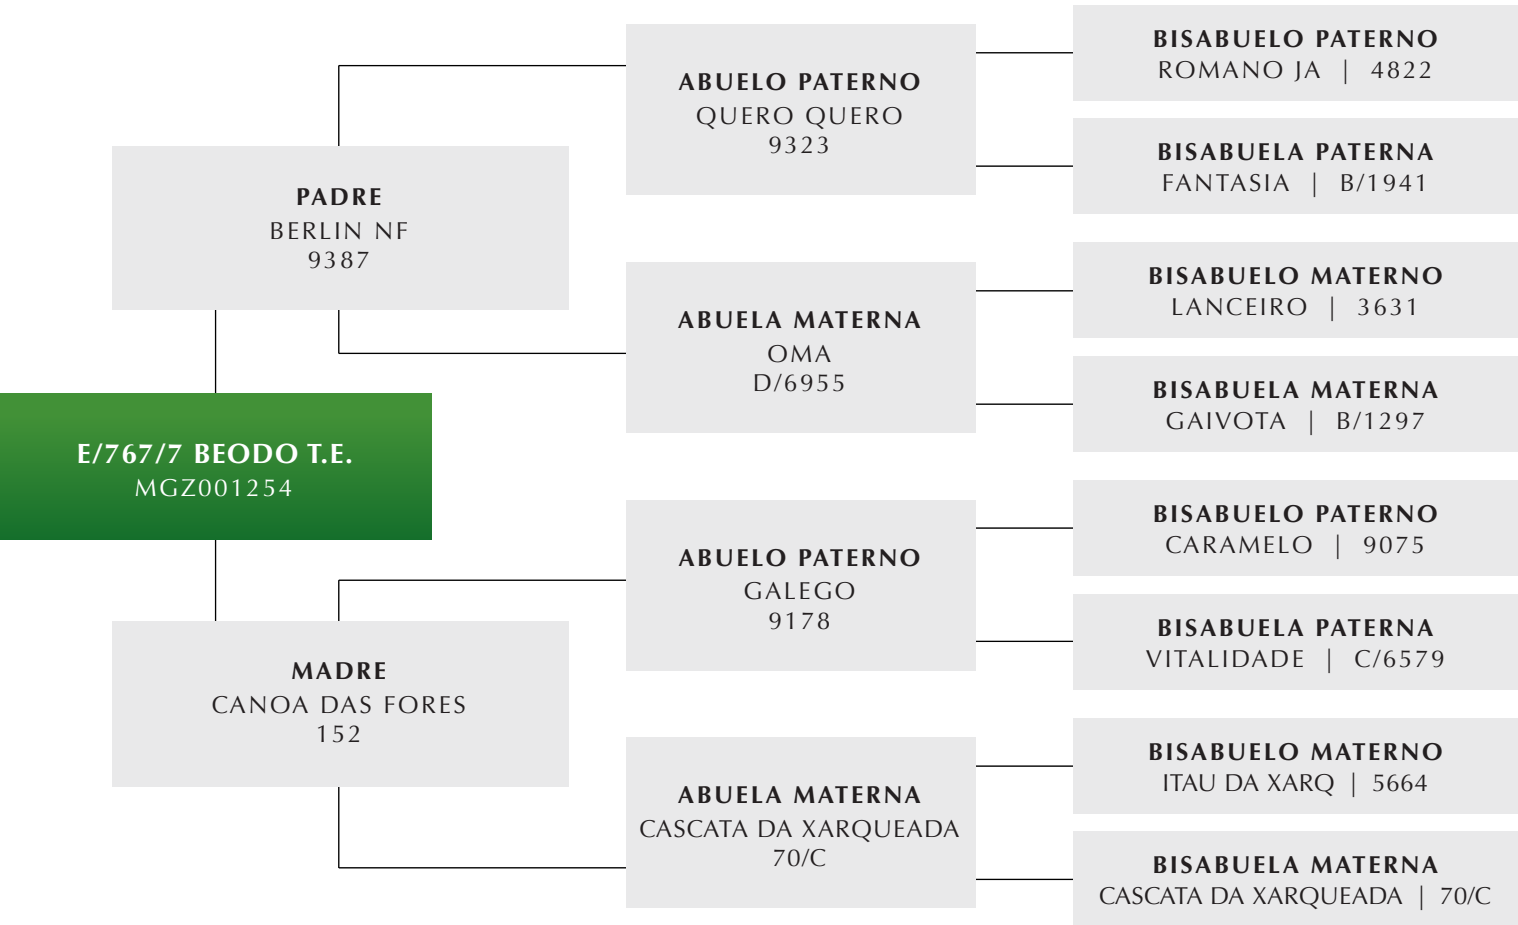 E/767/7 BEODO T.E.
MGZ001254
PADRE
BERLIN NF
9387
MADRE
CANOA DAS FORES
152
ABUELO PATERNO
QUERO QUERO
9323
ABUELA MATERNA
OMA
D/6955
ABUELO PATERNO
GALEGO
9178
ABUELA MATERNA
CASCATA DA XARQUEADA
70/C
BISABUELO PATERNO
ROMANO JA | 4822
BISABUELA PATERNA
FANTASIA | B/1941
BISABUELO MATERNO
LANCEIRO | 3631
BISABUELA MATERNA
GAIVOTA | B/1297
BISABUELO PATERNO
CARAMELO | 9075
BISABUELA PATERNA
VITALIDADE | C/6579
BISABUELO MATERNO
ITAU DA XARQ | 5664
BISABUELA MATERNA
CASCATA DA XARQUEADA | 70/C